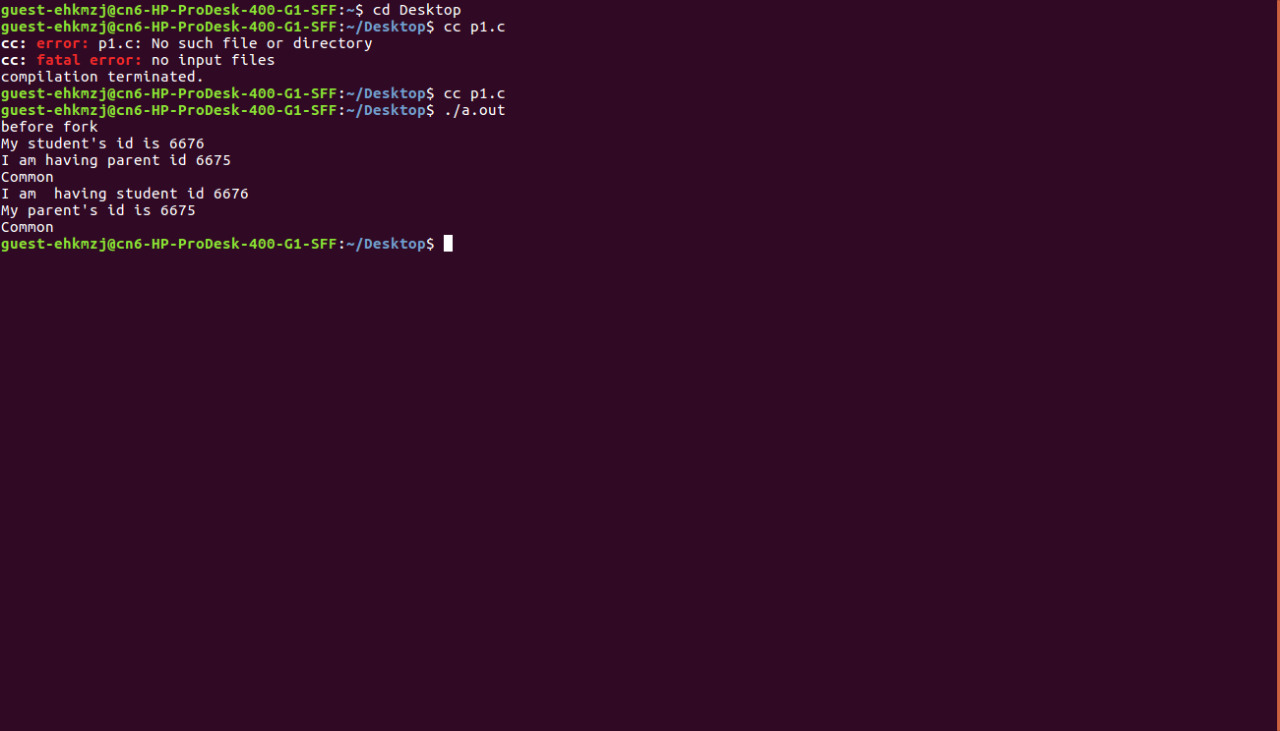 guest-ehkmzj@cn6-HP-ProDesk-400-G1-SFF:~$ cd Desktop
guest-ehkmzj@cn6-HP-ProDesk-400-G1-SFF:~/Desktop$ cc p1.c
cc: error: p1.c: No such file or directory
cc: fatal error: no input files
compilation terminated.
guest-ehkmzj@cn6-HP-ProDesk-400-G1-SFF:~/Desktop$ cc p1.c
guest-ehkmzj@cn6-HP-ProDesk-400-G1-SFF:~/Desktop$ ./a.out
before fork
My student's id is 6676
I am having parent id 6675
Common
I am  having student id 6676
My parent's id is 6675
Common
guest-ehkmzj@cn6-HP-ProDesk-400-G1-SFF:~/Desktop$